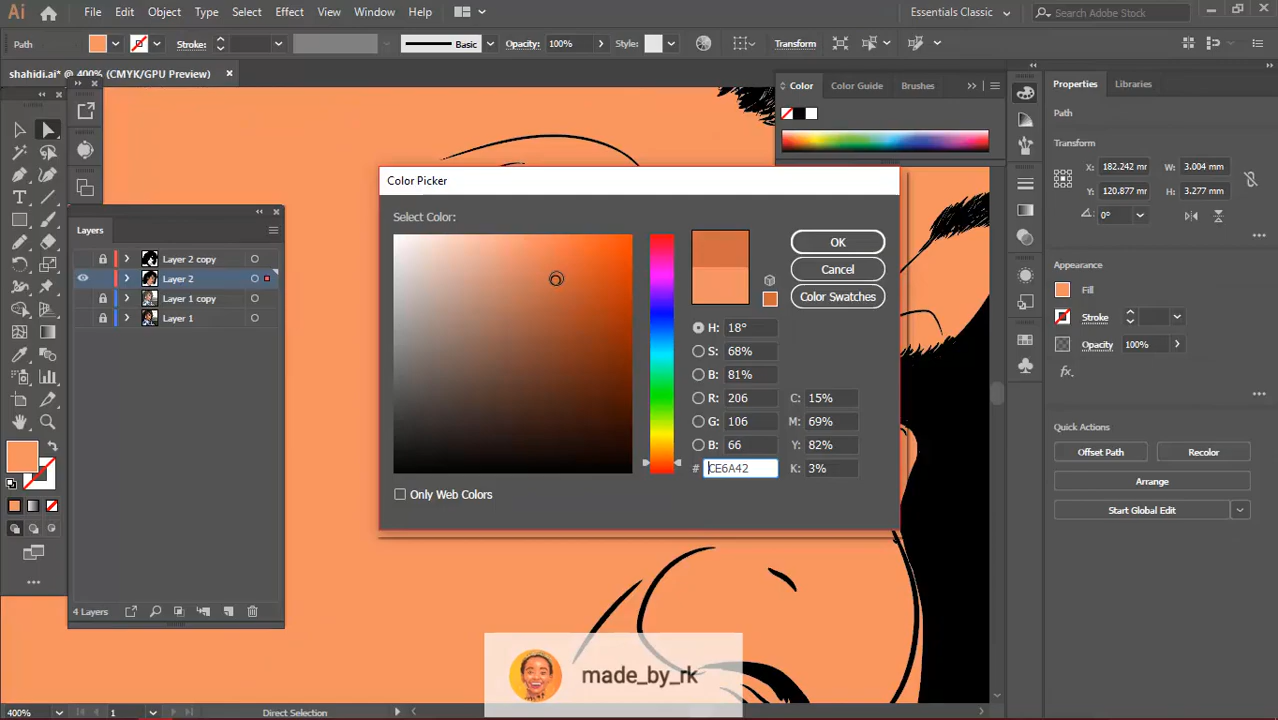 Ai File Edit Object Type Select Effect View Window Help Essentials Classic Search Adobe Stock
Path Stroke: Basic Opacity: 100% Style: Transform
shahidi.ai* @ 400% (CMYK/GPU Preview)
Color Color Guide Brushes
Properties Libraries
Path
Transform
X: 182.242 mr W: 3.004 mm
Y: 120.877 mr H: 3.277 mm
0°
Appearance
Fill
Stroke
Opacity 100%
fx.
Quick Actions
Offset Path Recolor
Arrange
Start Global Edit
Layers
Layer 2 copy
Layer 2
Layer 1 copy
Layer 1
4 Layers
Color Picker
Select Color:
OK
Cancel
Color Swatches
H: 18°
S: 68%
B: 81%
R: 206 C: 15%
G: 106 M: 69%
B: 66 Y: 82%
# CE6A42 K: 3%
Only Web Colors
made_by_rk
400% 1 Direct Selection